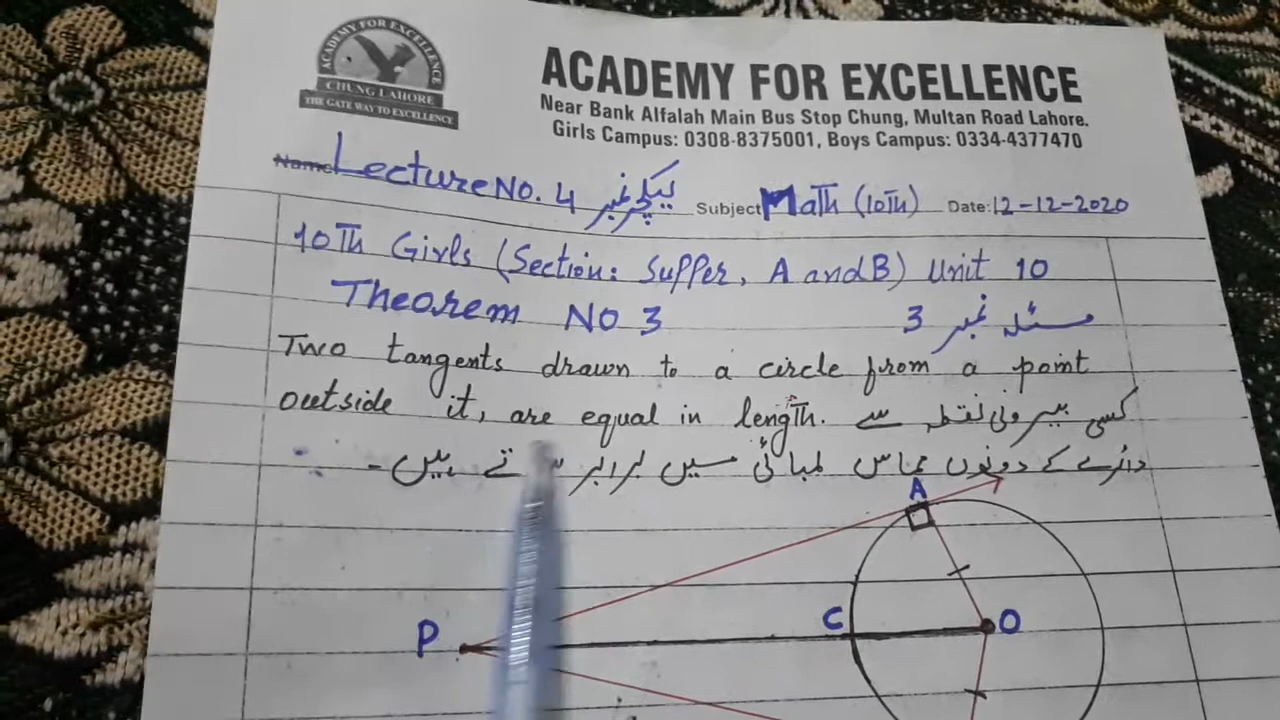 ACADEMY FOR EXCELLENCE
CHUNG LAHORE
THE GATE WAY TO EXCELLENCE
ACADEMY FOR EXCELLENCE
Near Bank Alfalah Main Bus Stop Chung, Multan Road Lahore.
Girls Campus: 0308-8375001, Boys Campus: 0334-4377470
Name Lecture No. 4 لیکچر نمبر Subject Math (10Th) Date: 12-12-2020
10Th Girls (Section: Supper, A and B) Unit 10
Theorem No 3 مسئلہ نمبر 3
Two tangents drawn to a circle from a point
outside it, are equal in length. کسی بیرونی نقطہ سے
دائرے کے دونوں مماس لمبائی میں برابر ہوتے ہیں۔
A
P C O